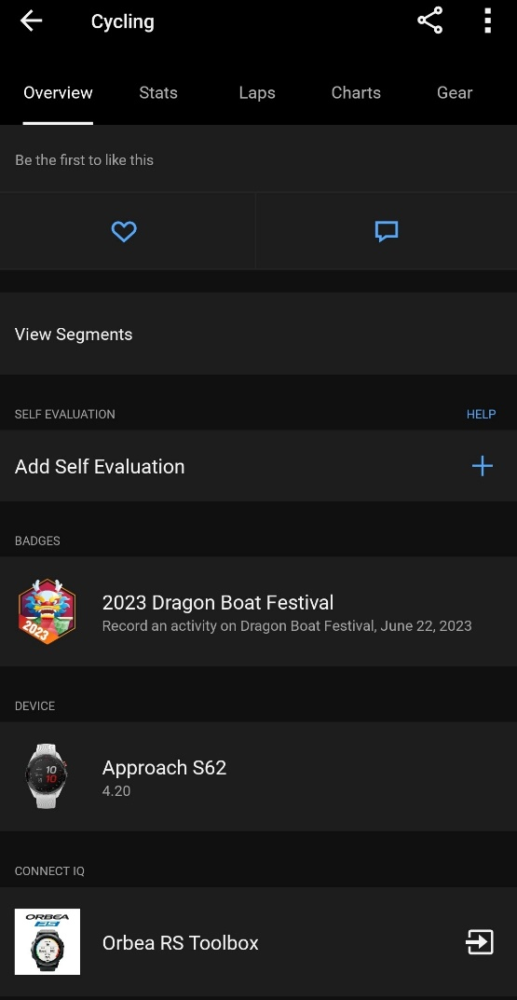 Cycling
Overview Stats Laps Charts Gear
Be the first to like this
View Segments
SELF EVALUATION HELP
Add Self Evaluation
BADGES
2023
2023 Dragon Boat Festival
Record an activity on Dragon Boat Festival, June 22, 2023
DEVICE
10
10
Approach S62
4.20
CONNECT IQ
ORBEA
RS
Orbea RS Toolbox